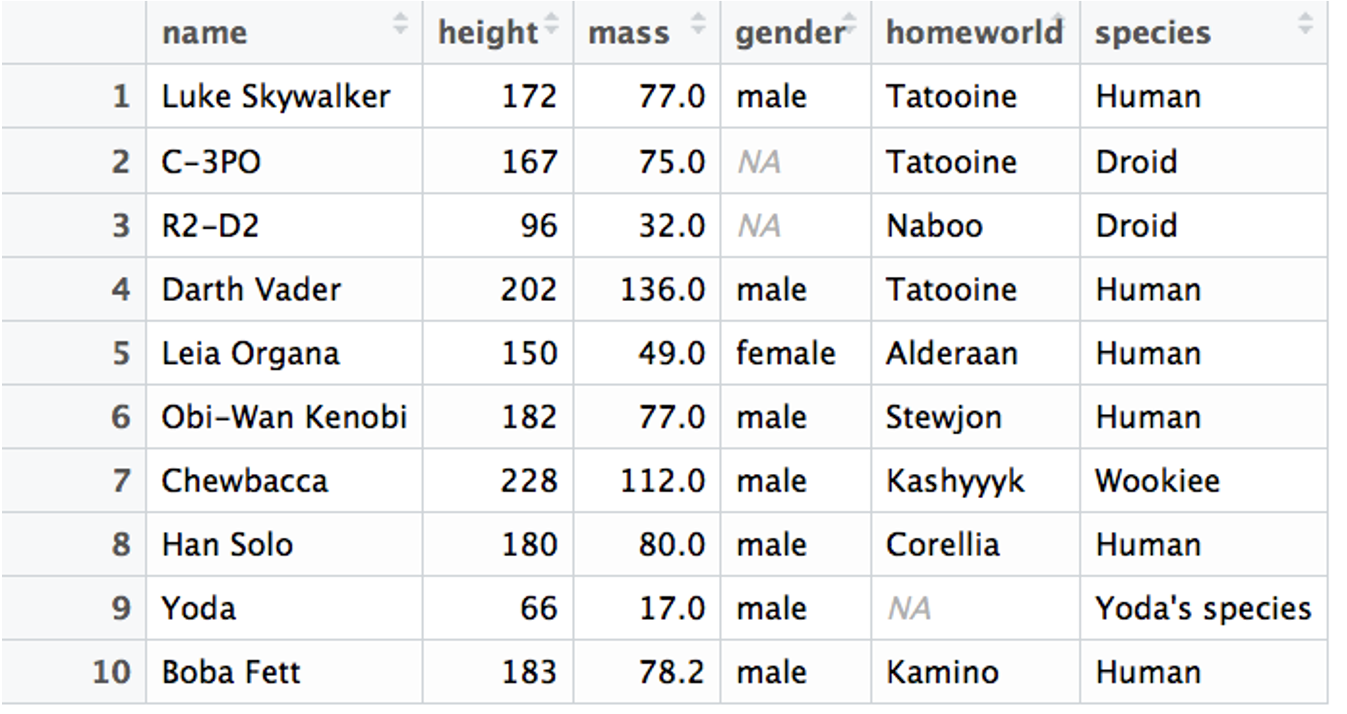 name height mass gender homeworld species
1 Luke Skywalker 172 77.0 male Tatooine Human
2 C-3PO 167 75.0 NA Tatooine Droid
3 R2-D2 96 32.0 NA Naboo Droid
4 Darth Vader 202 136.0 male Tatooine Human
5 Leia Organa 150 49.0 female Alderaan Human
6 Obi-Wan Kenobi 182 77.0 male Stewjon Human
7 Chewbacca 228 112.0 male Kashyyyk Wookiee
8 Han Solo 180 80.0 male Corellia Human
9 Yoda 66 17.0 male NA Yoda's species
10 Boba Fett 183 78.2 male Kamino Human